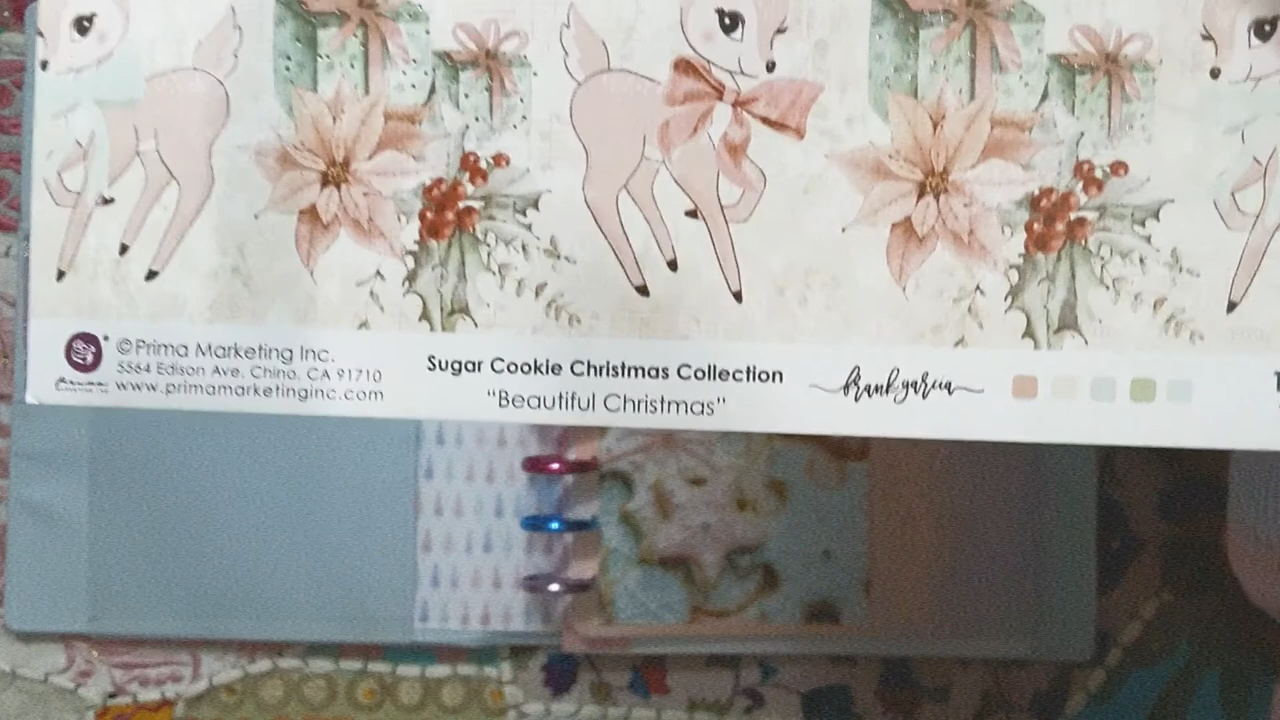 ©Prima Marketing Inc.
5564 Edison Ave, Chino, CA 91710
www.primamarketinginc.com
Sugar Cookie Christmas Collection
"Beautiful Christmas"
frank garcia